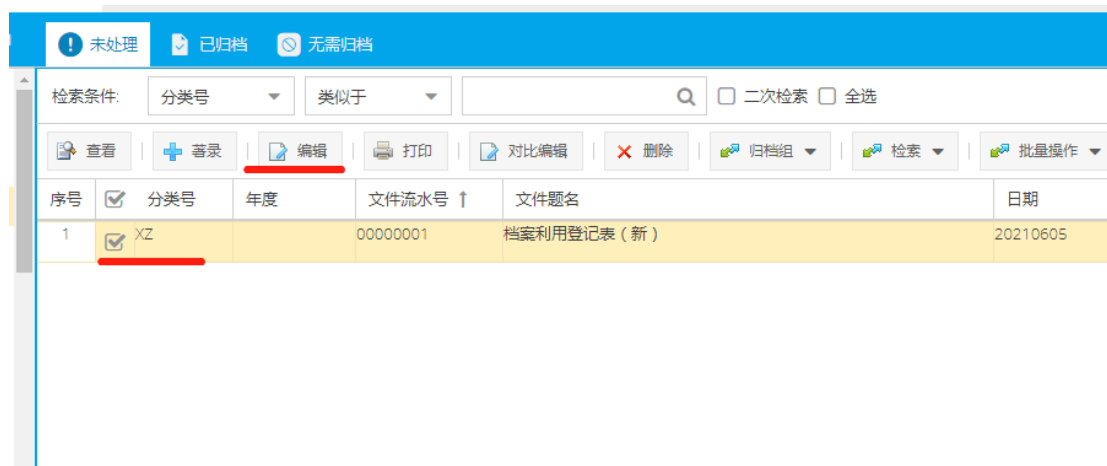 未处理 已归档 无需归档
检索条件: 分类号 类似于 二次检索 全选
查看 著录 编辑 打印 对比编辑 删除 归档组 检索 批量操作
序号 分类号 年度 文件流水号 文件题名 日期
1 XZ 00000001 档案利用登记表（新） 20210605